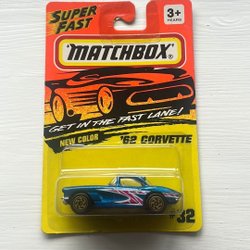 SUPER
FAST
3+
YEARS
MATCHBOX
GET IN THE FAST LANE!
NEW COLOR
'62 CORVETTE
#32